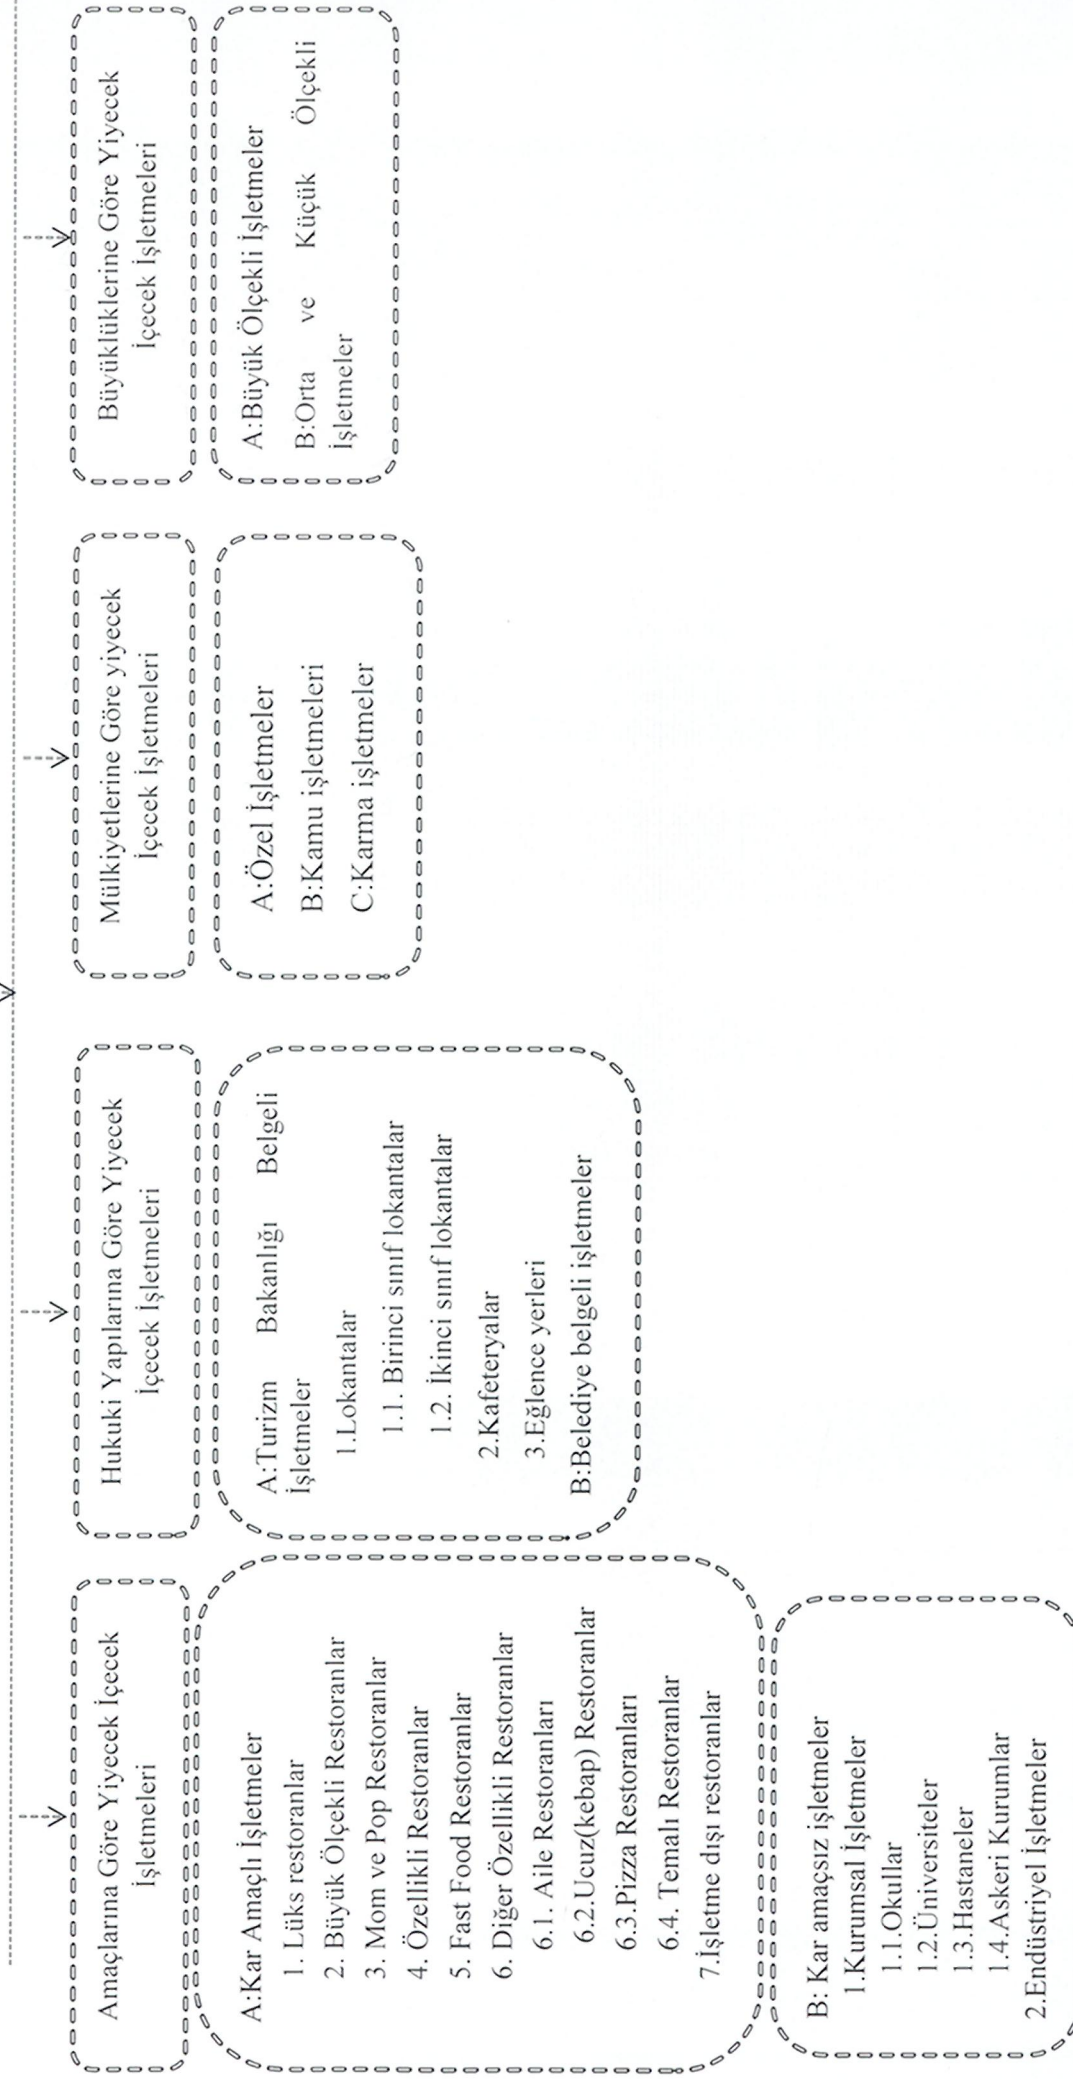 Amaçlarına Göre Yiyecek İçecek
İşletmeleri
A:Kar Amaçlı İşletmeler
1. Lüks restoranlar
2. Büyük Ölçekli Restoranlar
3. Mom ve Pop Restoranlar
4. Özellikli Restoranlar
5. Fast Food Restoranlar
6. Diğer Özellikli Restoranlar
6.1. Aile Restoranları
6.2.Ucuz(kebap) Restoranlar
6.3.Pizza Restoranları
6.4. Temalı Restoranlar
7.İşletme dışı restoranlar
B: Kar amaçsız işletmeler
1.Kurumsal İşletmeler
1.1.Okullar
1.2.Üniversiteler
1.3.Hastaneler
1.4.Askeri Kurumlar
2.Endüstriyel İşletmeler
Hukuki Yapılarına Göre Yiyecek
İçecek İşletmeleri
A:Turizm Bakanlığı Belgeli
İşletmeler
1.Lokantalar
1.1. Birinci sınıf lokantalar
1.2. İkinci sınıf lokantalar
2.Kafeteryalar
3.Eğlence yerleri
B:Belediye belgeli işletmeler
Mülkiyetlerine Göre yiyecek
İçecek İşletmeleri
A:Özel İşletmeler
B:Kamu işletmeleri
C:Karma işletmeler
Büyüklüklerine Göre Yiyecek
İçecek İşletmeleri
A:Büyük Ölçekli İşletmeler
B:Orta ve Küçük Ölçekli
İşletmeler